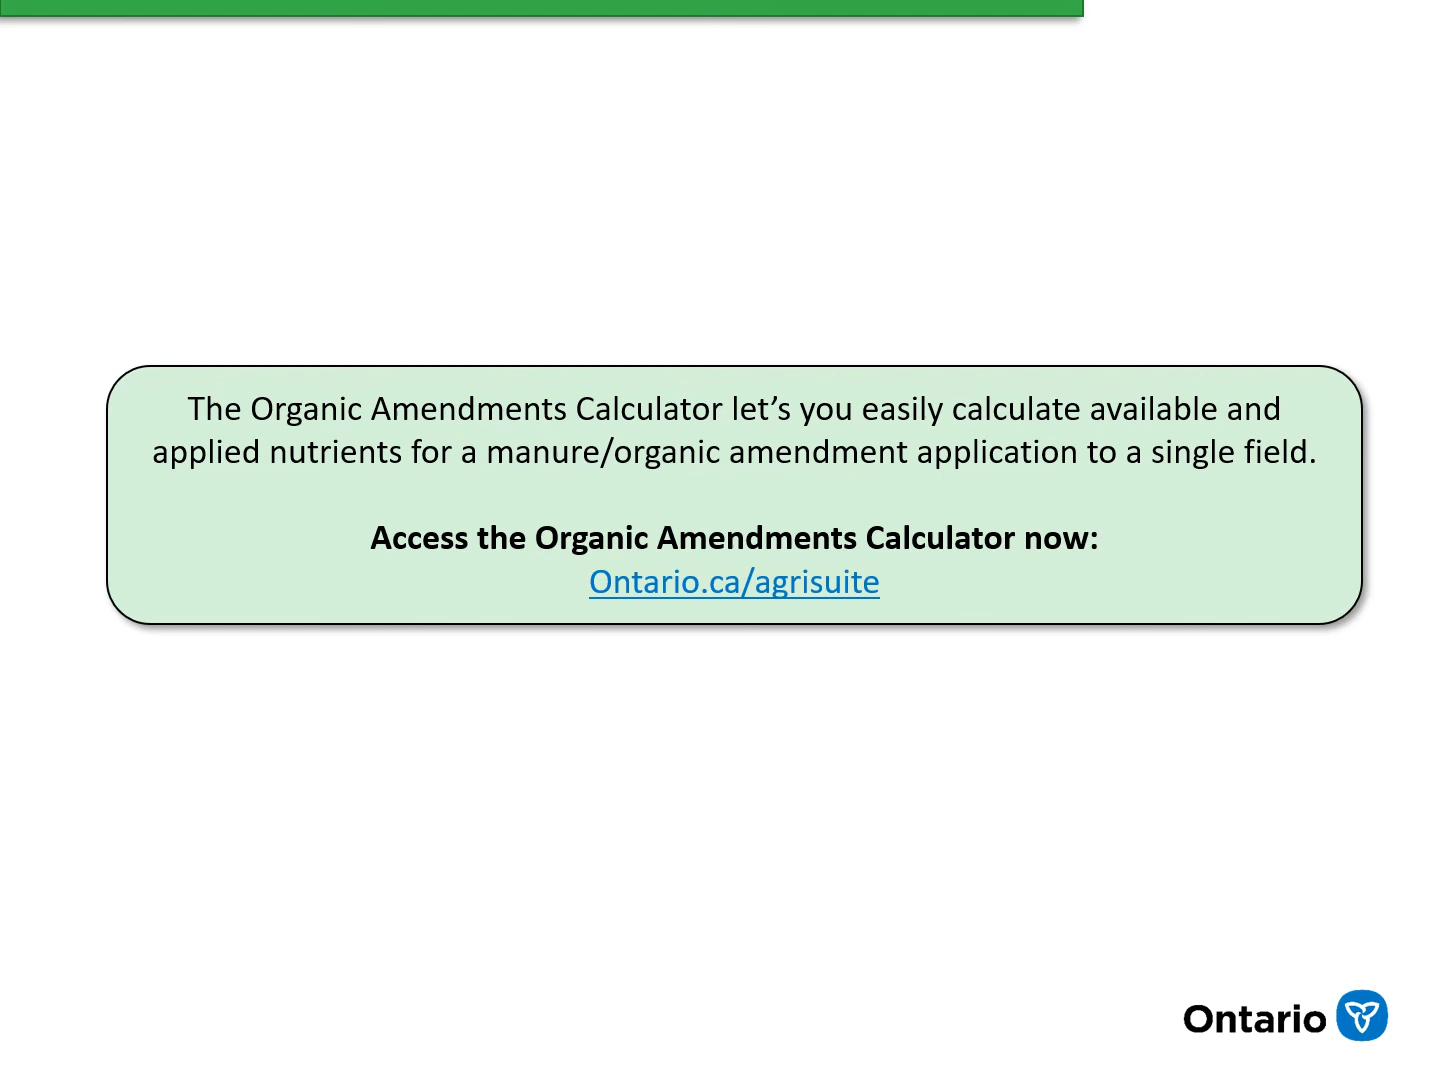 The Organic Amendments Calculator let’s you easily calculate available and
applied nutrients for a manure/organic amendment application to a single field.
Access the Organic Amendments Calculator now:
Ontario.ca/agrisuite
Ontario